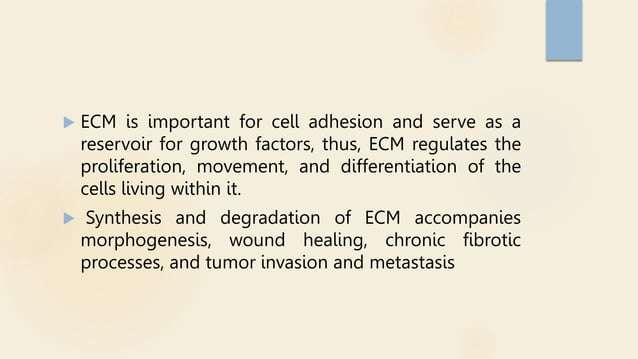 ECM is important for cell adhesion and serve as a
reservoir for growth factors, thus, ECM regulates the
proliferation, movement, and differentiation of the
cells living within it.
Synthesis and degradation of ECM accompanies
morphogenesis, wound healing, chronic fibrotic
processes, and tumor invasion and metastasis